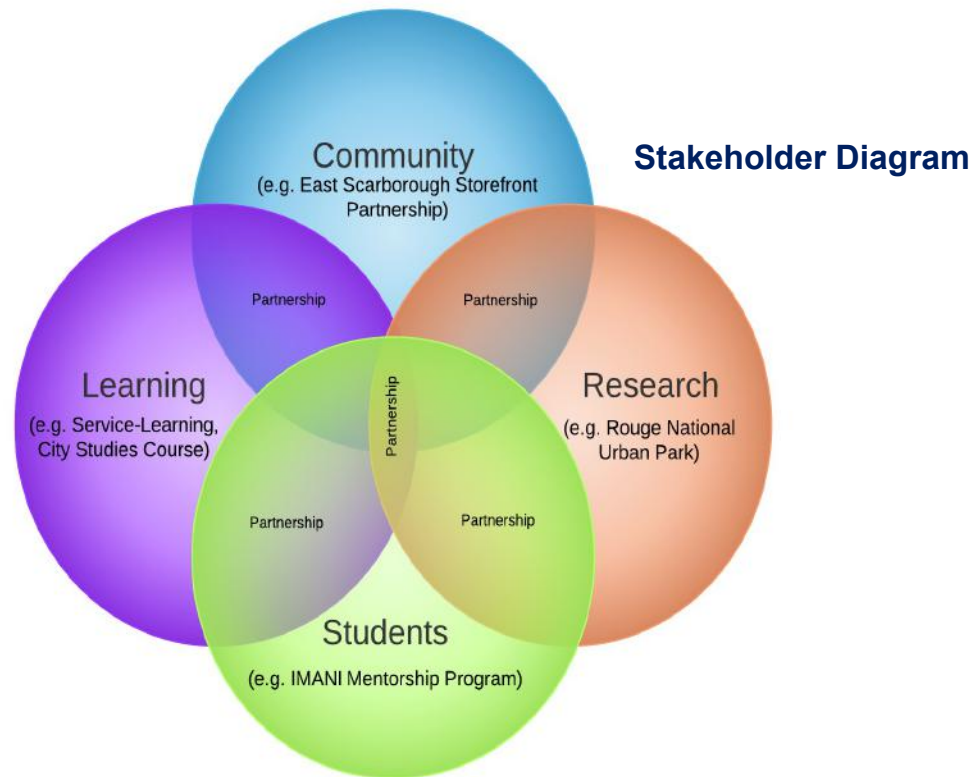 Community
(e.g. East Scarborough Storefront
Partnership)
Stakeholder Diagram
Partnership
Partnership
Learning
(e.g. Service-Learning,
City Studies Course)
Partnership
Research
(e.g. Rouge National
Urban Park)
Partnership
Partnership
Students
(e.g. IMANI Mentorship Program)